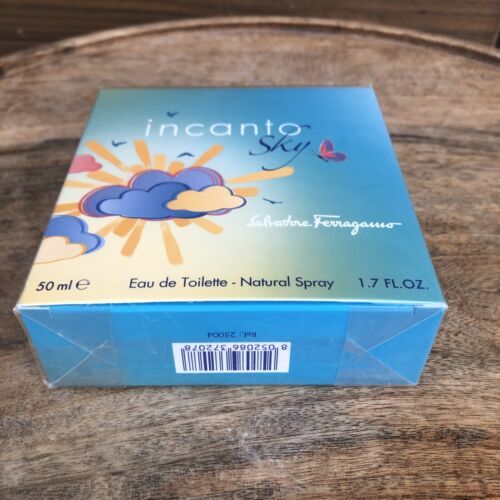 incanto
Sky
Salvatore Ferragamo
50 ml e Eau de Toilette - Natural Spray 1.7 FL.OZ.
Ref.: 25004
8 052086 372078